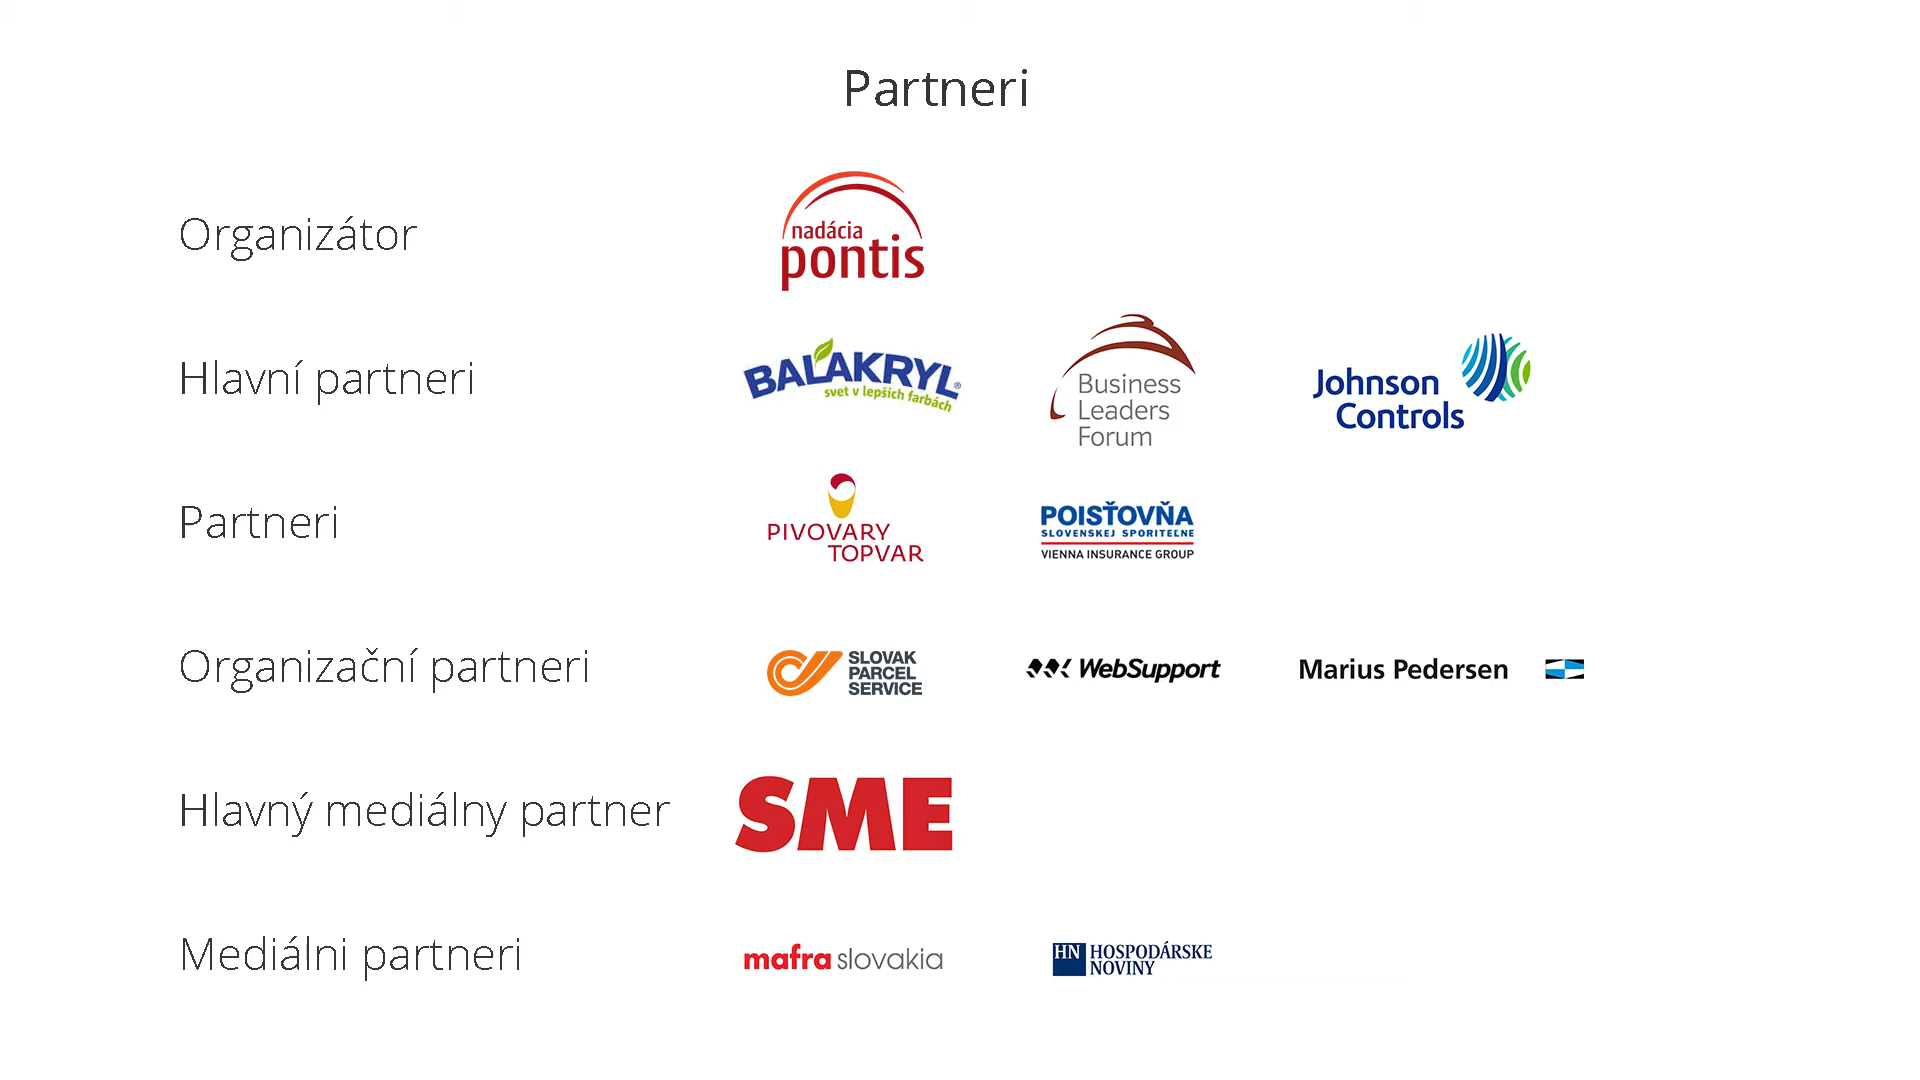 Partneri
Organizátor
nadácia
pontis
Hlavní partneri
BALAKRYL®
svet v lepších farbách
Business
Leaders
Forum
Johnson
Controls
Partneri
PIVOVARY
TOPVAR
POISŤOVŇA
SLOVENSKEJ SPORITEĽNE
VIENNA INSURANCE GROUP
Organizační partneri
SLOVAK
PARCEL
SERVICE
WebSupport
Marius Pedersen
Hlavný mediálny partner
SME
Mediálni partneri
mafra slovakia
HN HOSPODÁRSKE
NOVINY